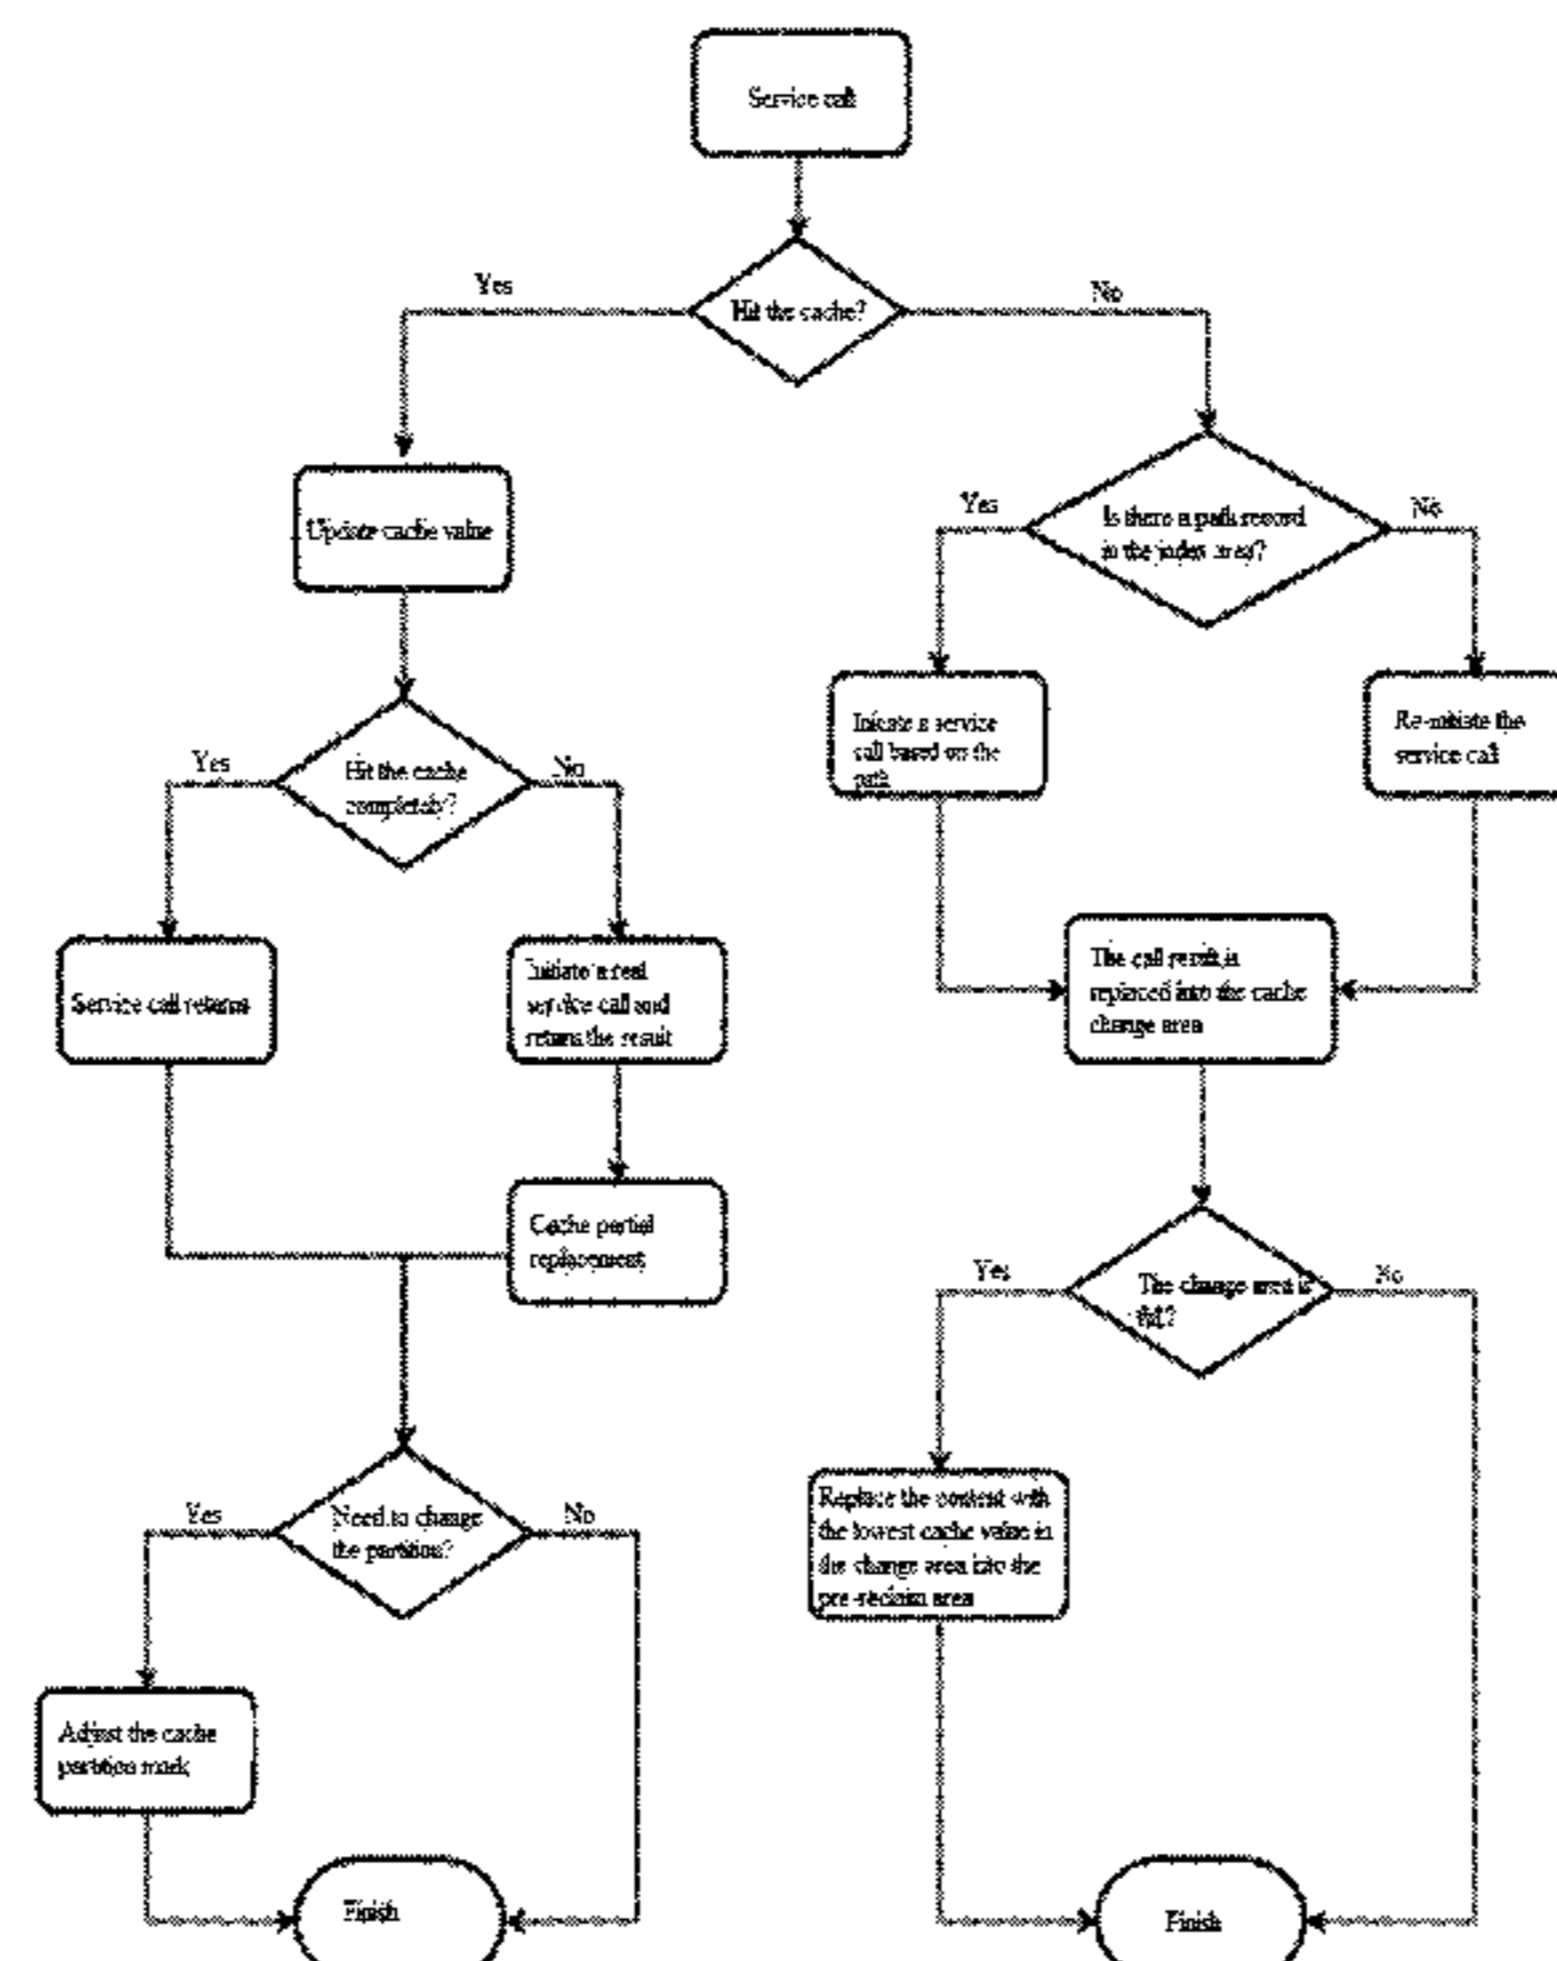 Service call
Hit the cache?
Yes
No
Update cache value
Is there a path record
in the index area?
Yes
No
Initiate a service
call based on the
path
Re-initiate the
service call
Hit the cache
completely?
Yes
No
Service call returns
Initiate a real
service call and
return the result
The call result is
replaced into the cache
change area
Cache partial
replacement
The change area is
full?
Yes
No
Need to change
the partition?
Yes
No
Replace the content with
the lowest cache value in
the change area into the
pre-reclaim area
Adjust the cache
partition mark
Finish
Finish